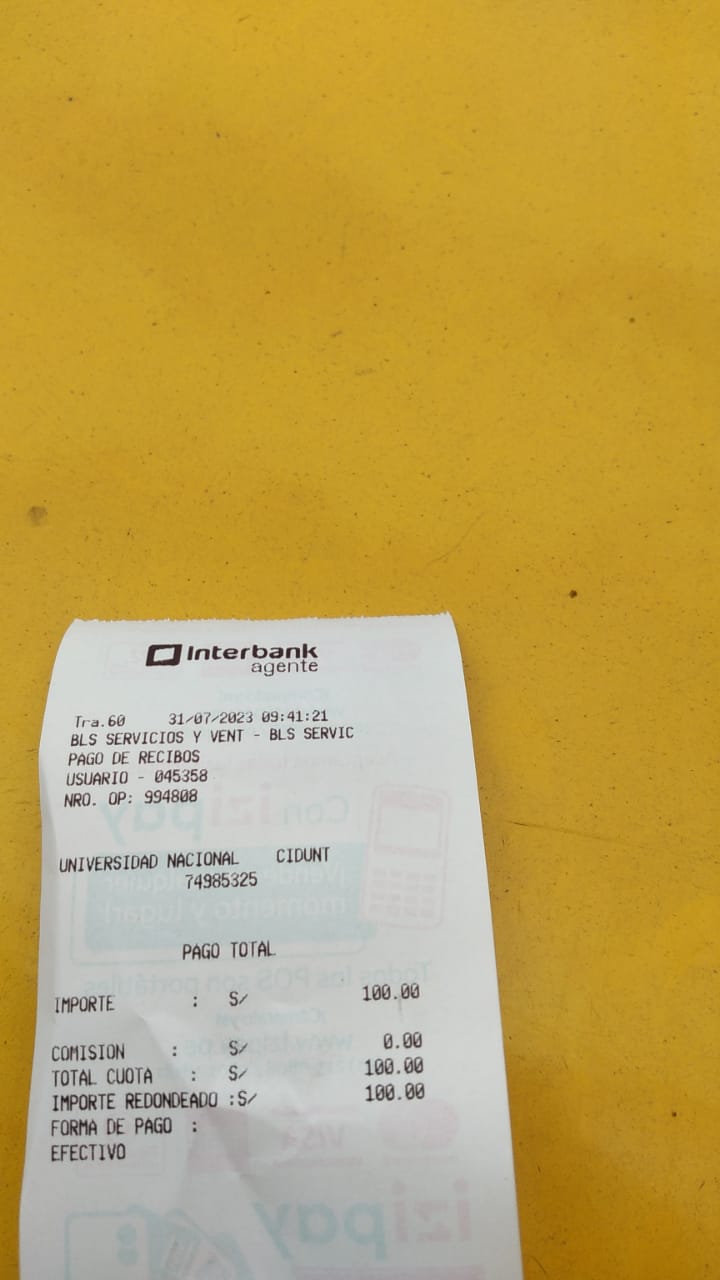 Interbank
agente
Tra.60 31/07/2023 09:41:21
BLS SERVICIOS Y VENT - BLS SERVIC
PAGO DE RECIBOS
USUARIO - 045358
NRO. OP: 994808
UNIVERSIDAD NACIONAL CIDUNT
74985325
PAGO TOTAL
IMPORTE : S/ 100.00
COMISION : S/ 0.00
TOTAL CUOTA : S/ 100.00
IMPORTE REDONDEADO :S/ 100.00
FORMA DE PAGO :
EFECTIVO